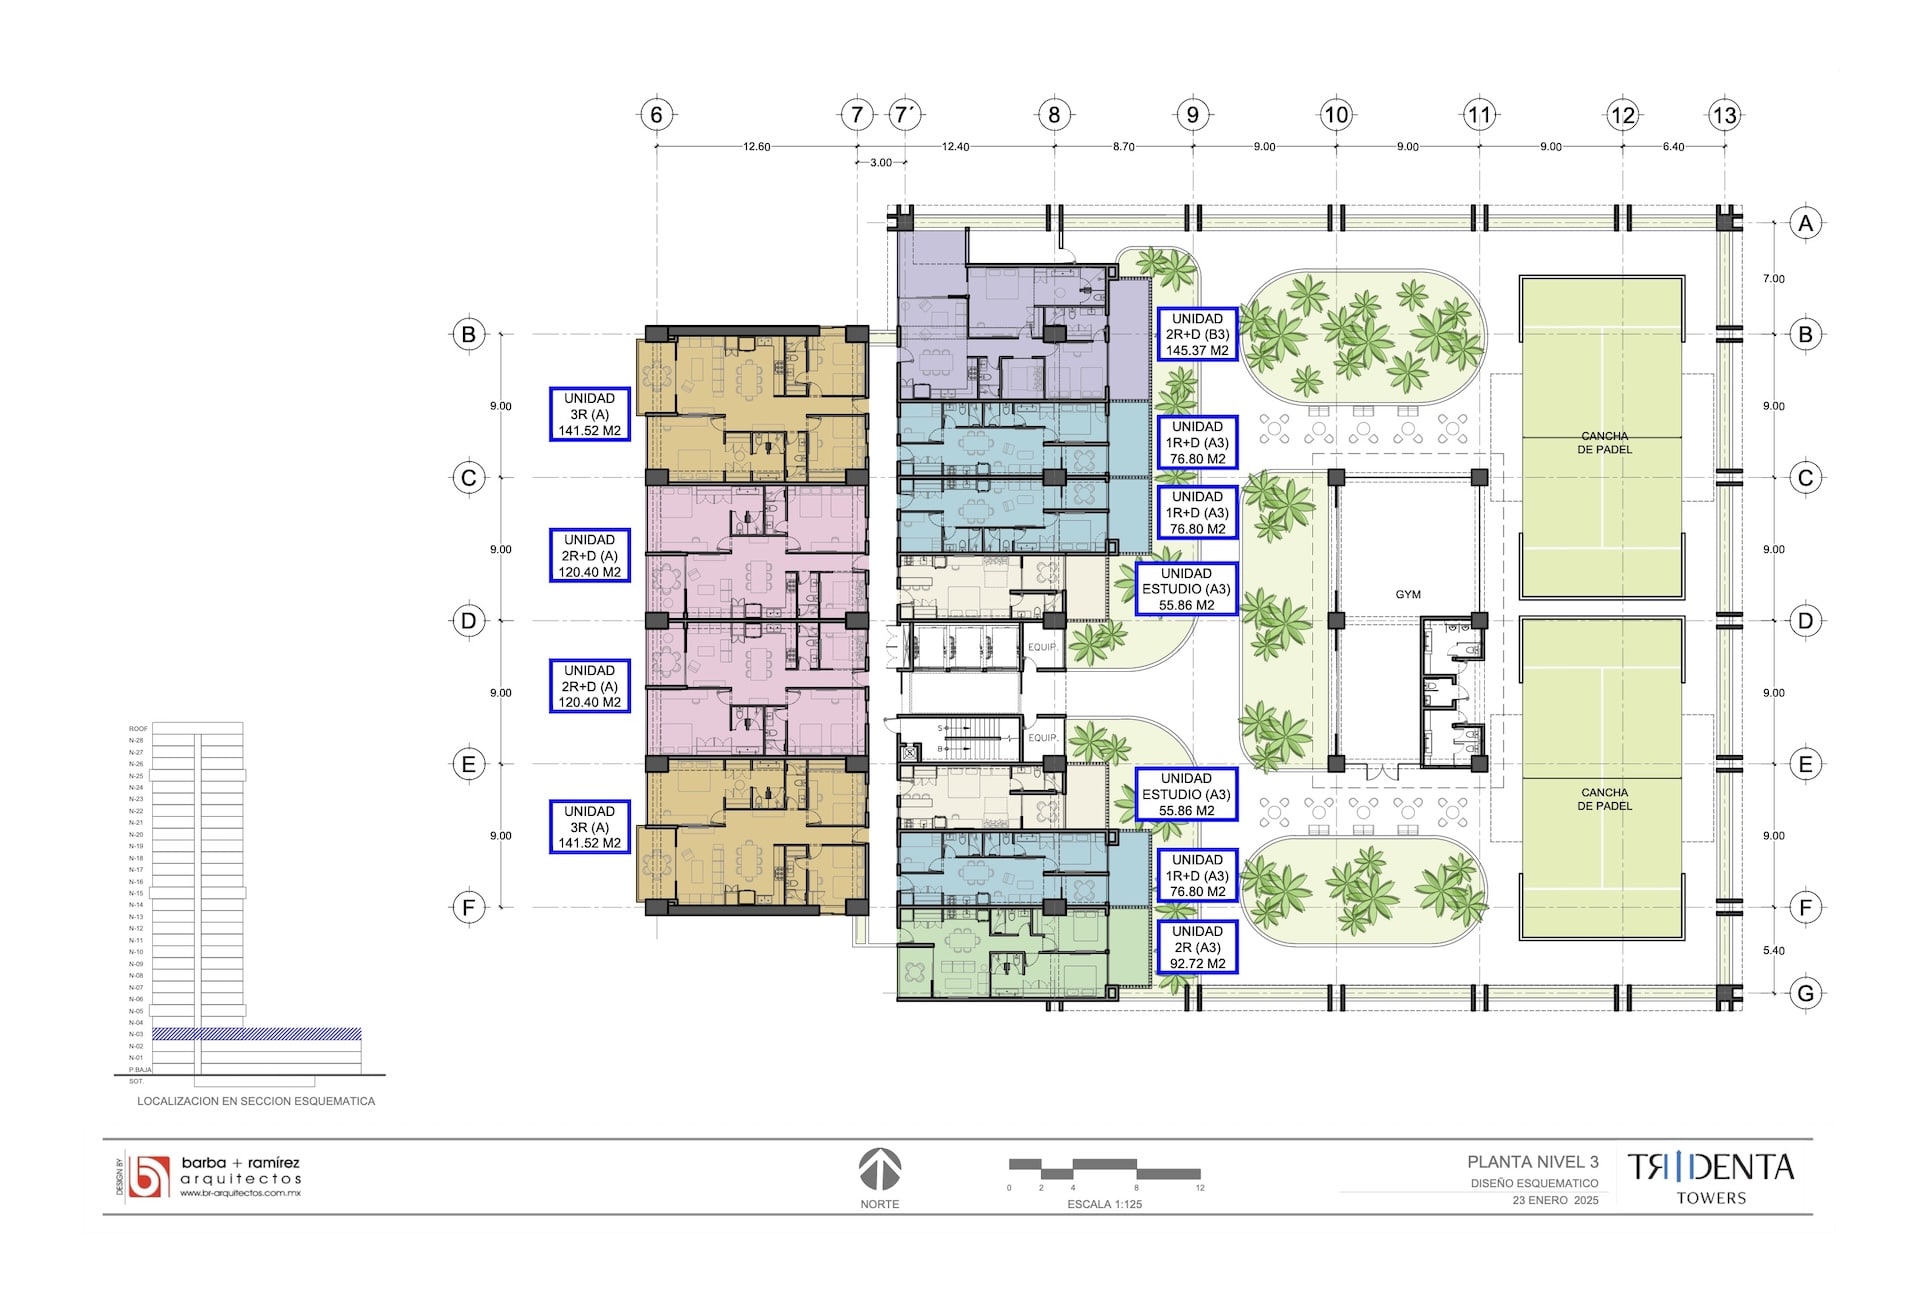 6 7 7´ 8 9 10 11 12 13
12.60 12.40 8.70 9.00 9.00 9.00 6.40
3.00
A
7.00
B
B
9.00
9.00
C
C
9.00
9.00
D
D
9.00
9.00
E
E
9.00
9.00
F
F
5.40
G
UNIDAD
3R (A)
141.52 M2
UNIDAD
2R+D (A)
120.40 M2
UNIDAD
2R+D (A)
120.40 M2
UNIDAD
3R (A)
141.52 M2
UNIDAD
2R+D (B3)
145.37 M2
UNIDAD
1R+D (A3)
76.80 M2
UNIDAD
1R+D (A3)
76.80 M2
UNIDAD
ESTUDIO (A3)
55.86 M2
EQUIP.
S
B
EQUIP.
UNIDAD
ESTUDIO (A3)
55.86 M2
UNIDAD
1R+D (A3)
76.80 M2
UNIDAD
2R (A3)
92.72 M2
GYM
CANCHA
DE PADEL
CANCHA
DE PADEL
ROOF
N-28
N-27
N-26
N-25
N-24
N-23
N-22
N-21
N-20
N-19
N-18
N-17
N-16
N-15
N-14
N-13
N-12
N-11
N-10
N-09
N-08
N-07
N-06
N-05
N-04
N-03
N-02
N-01
P.BAJA
SOT.
LOCALIZACION EN SECCION ESQUEMATICA
DESIGN BY
barba + ramírez
arquitectos
www.br-arquitectos.com.mx
NORTE
0 2 4 8 12
ESCALA 1:125
PLANTA NIVEL 3
DISEÑO ESQUEMATICO
23 ENERO 2025
TRIDENTA
TOWERS